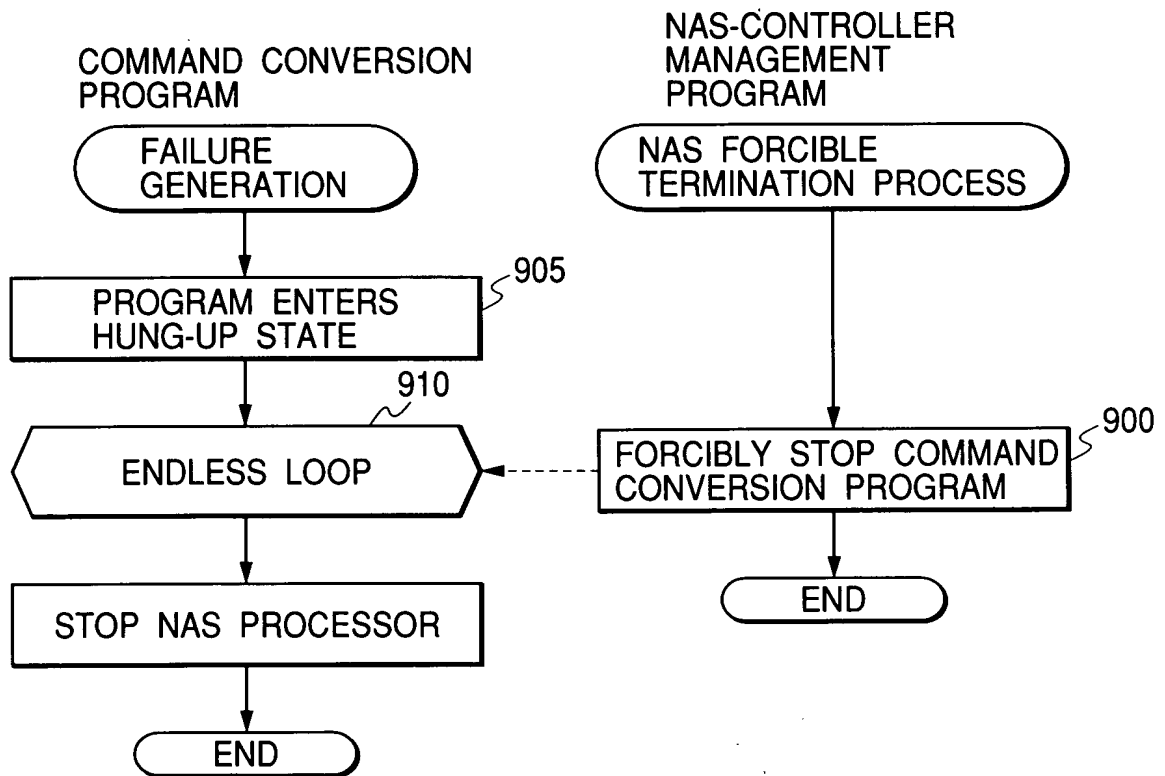 COMMAND CONVERSION
PROGRAM
FAILURE
GENERATION
905
PROGRAM ENTERS
HUNG-UP STATE
910
ENDLESS LOOP
STOP NAS PROCESSOR
END
NAS-CONTROLLER
MANAGEMENT
PROGRAM
NAS FORCIBLE
TERMINATION PROCESS
900
FORCIBLY STOP COMMAND
CONVERSION PROGRAM
END